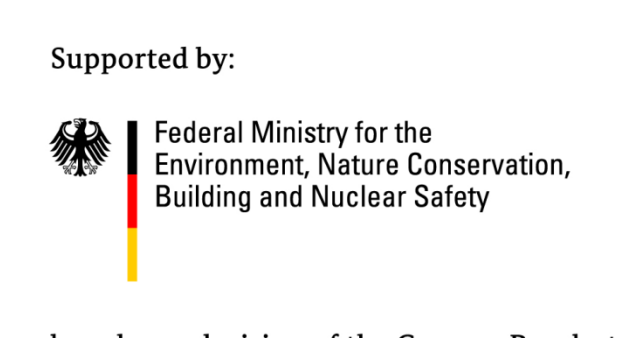 Supported by:
Federal Ministry for the
Environment, Nature Conservation,
Building and Nuclear Safety